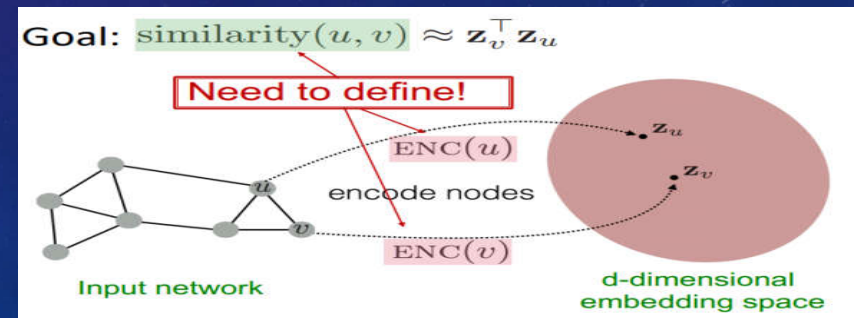 Goal: similarity(u, v) ≈ z_v^⊤ z_u
Need to define!
z_u
ENC(u)
z_v
u
encode nodes
v
ENC(v)
Input network
d-dimensional
embedding space